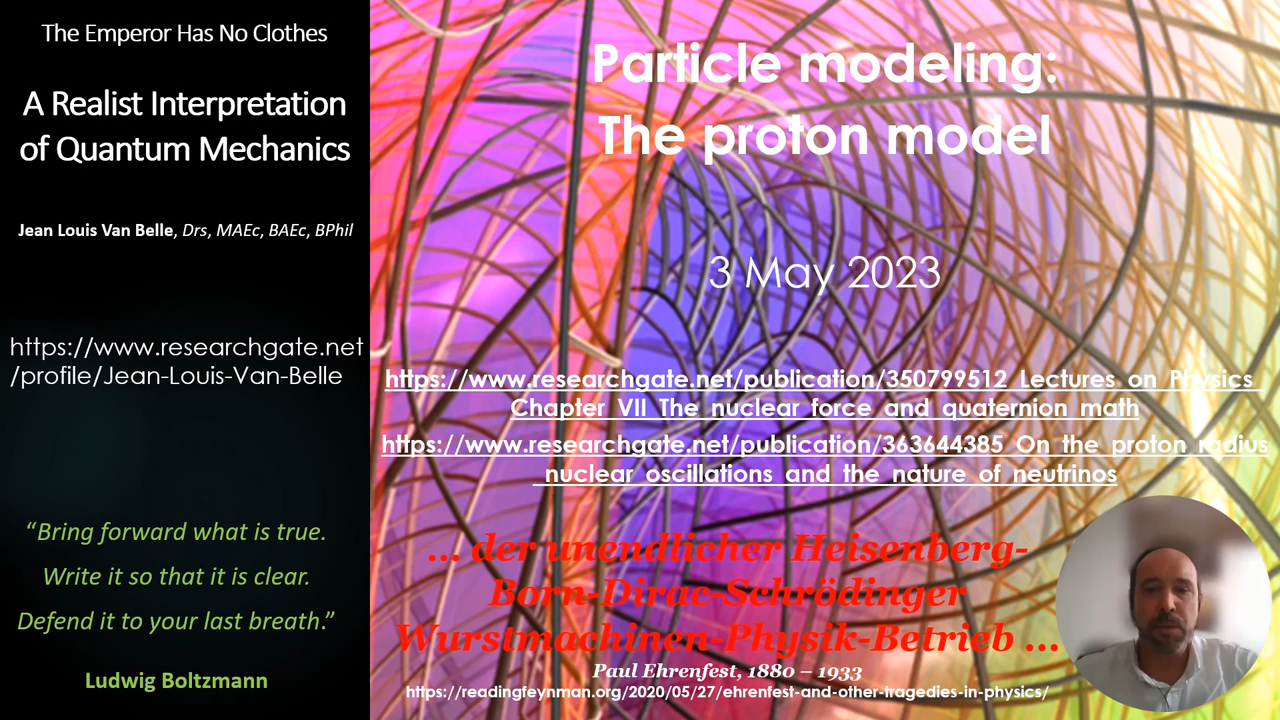 The Emperor Has No Clothes
A Realist Interpretation
of Quantum Mechanics
Jean Louis Van Belle, Drs, MAEc, BAEc, BPhil
https://www.researchgate.net
/profile/Jean-Louis-Van-Belle
“Bring forward what is true.
Write it so that it is clear.
Defend it to your last breath.”
Ludwig Boltzmann
Particle modeling:
The proton model
3 May 2023
https://www.researchgate.net/publication/350799512_Lectures_on_Physics_
Chapter_VII_The_nuclear_force_and_quaternion_math
https://www.researchgate.net/publication/363644385_On_the_proton_radius
_nuclear_oscillations_and_the_nature_of_neutrinos
... der unendlicher Heisenberg-
Born-Dirac-Schrödinger
Wurstmachinen-Physik-Betrieb ...
Paul Ehrenfest, 1880 – 1933
https://readingfeynman.org/2020/05/27/ehrenfest-and-other-tragedies-in-physics/